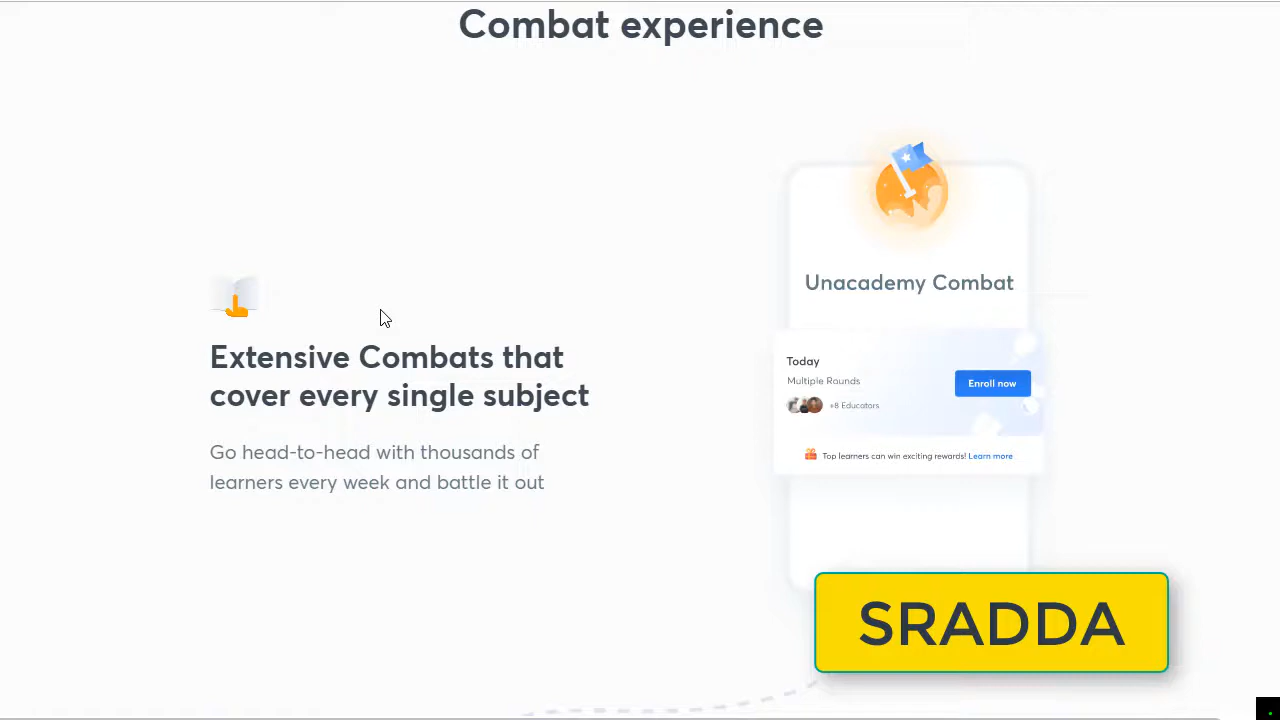 Combat experience
Extensive Combats that
cover every single subject
Go head-to-head with thousands of
learners every week and battle it out
Unacademy Combat
Today
Multiple Rounds
Enroll now
+8 Educators
Top learners can win exciting rewards! Learn more
SRADDA